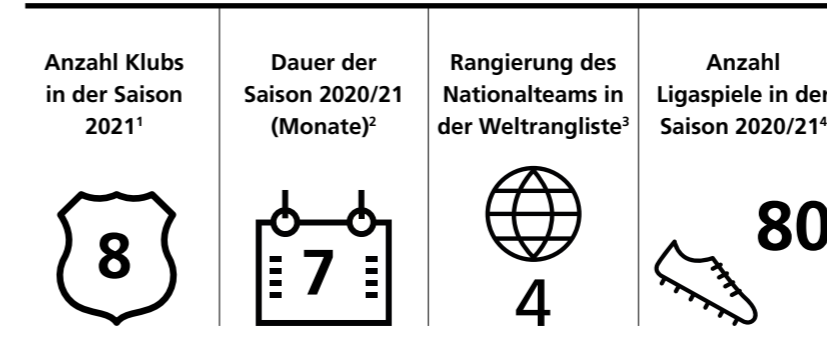 Anzahl Klubs
in der Saison
2021¹
8
Dauer der
Saison 2020/21
(Monate)²
7
Rangierung des
Nationalteams in
der Weltrangliste³
4
Anzahl
Ligaspiele in der
Saison 2020/21⁴
80